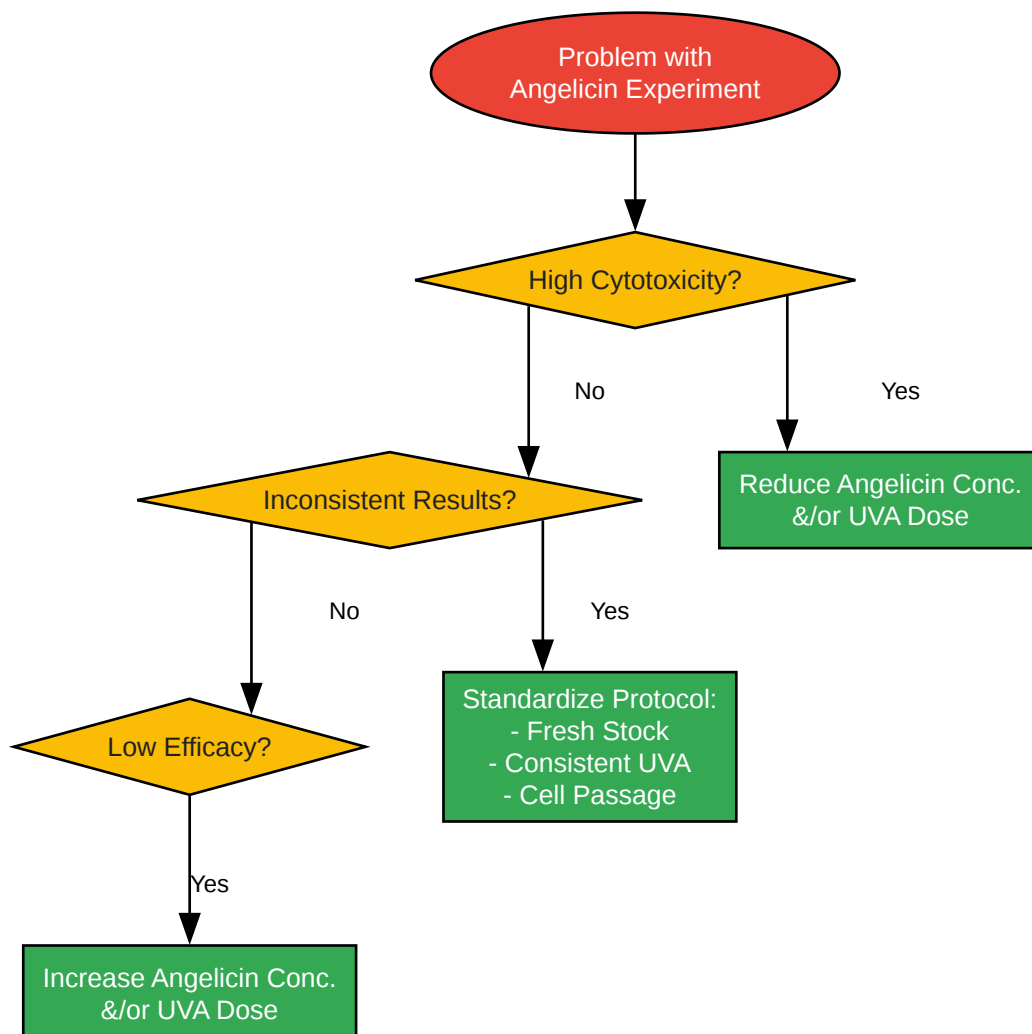 Problem with
Angelicin Experiment
High Cytotoxicity?
No
Yes
Inconsistent Results?
Reduce Angelicin Conc.
&/or UVA Dose
No
Yes
Standardize Protocol:
- Fresh Stock
- Consistent UVA
- Cell Passage
Low Efficacy?
Yes
Increase Angelicin Conc.
&/or UVA Dose